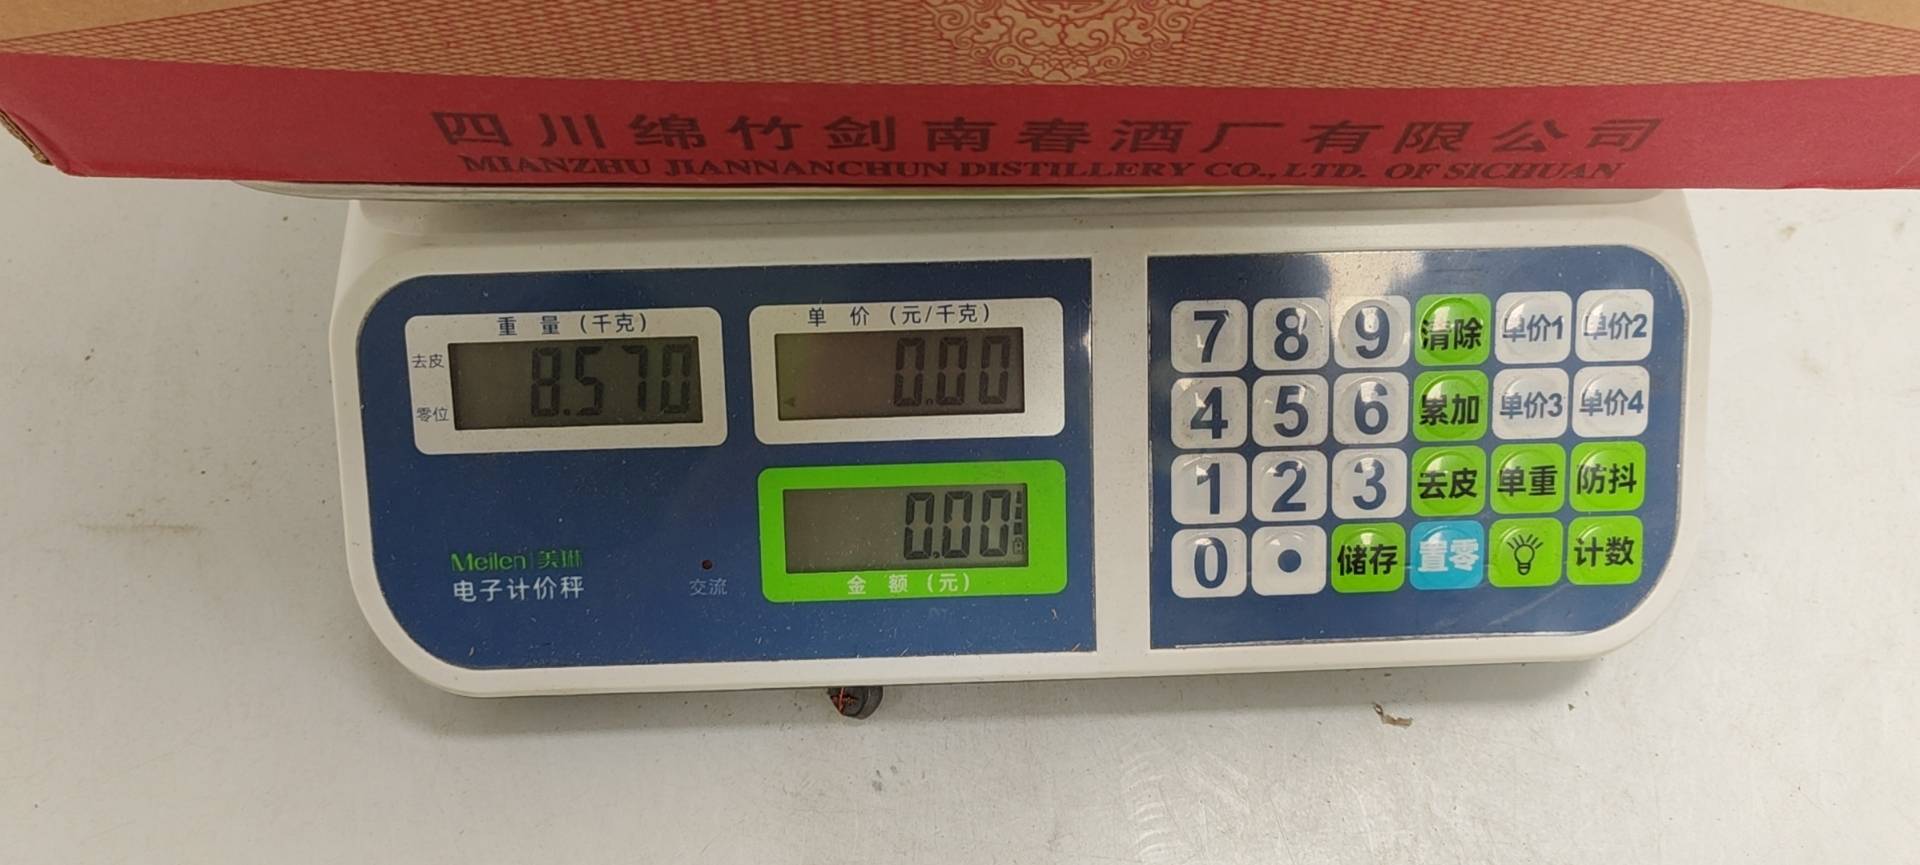 四川绵竹剑南春酒厂有限公司
MIANZHU JIANNANCHUN DISTILLERY CO., LTD. OF SICHUAN
重量(千克)
去皮
8.570
零位
单价(元/千克)
0.00
0.00
金额(元)
Meilen 美琳
电子计价秤
交流
7 8 9 清除 单价1 单价2
4 5 6 累加 单价3 单价4
1 2 3 去皮 单重 防抖
0 • 储存 置零 计数